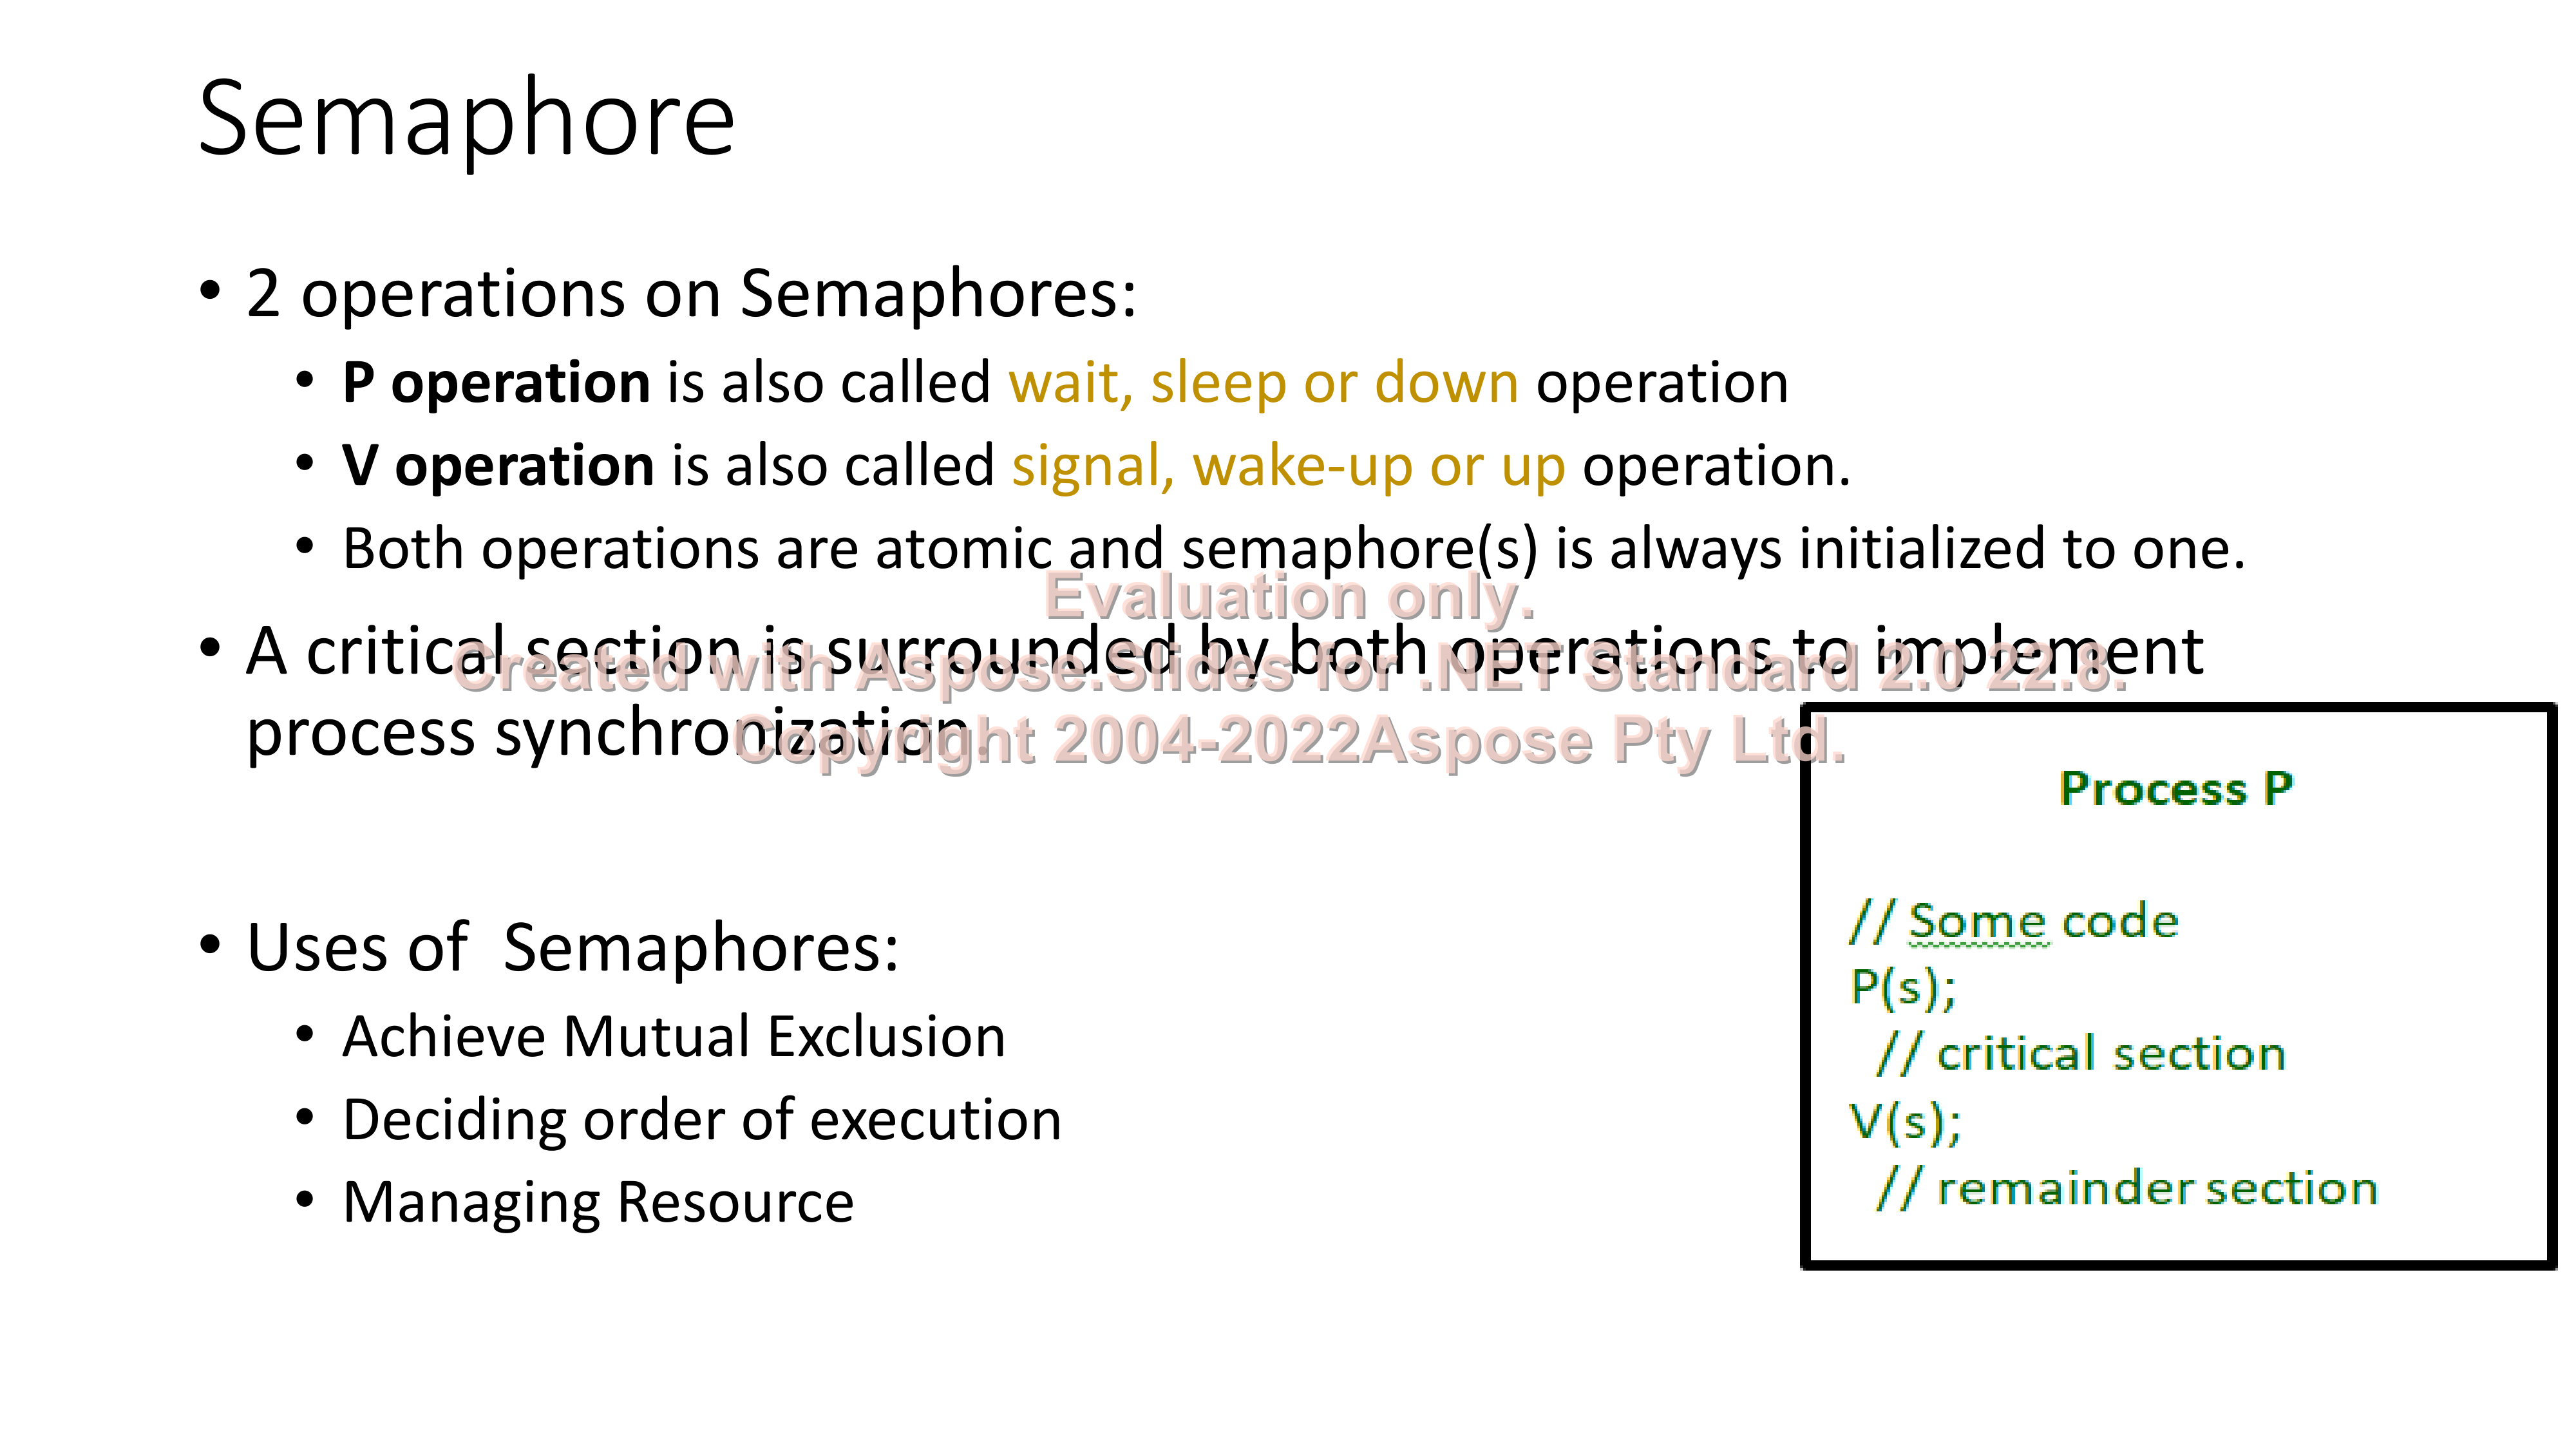 Semaphore
• 2 operations on Semaphores:
• P operation is also called wait, sleep or down operation
• V operation is also called signal, wake-up or up operation.
• Both operations are atomic and semaphore(s) is always initialized to one.
• A critical section is surrounded by both operations to implement
process synchronization.
Evaluation only.
Created with Aspose.Slides for .NET Standard 2.0 22.8.
Copyright 2004-2022Aspose Pty Ltd.
• Uses of  Semaphores:
• Achieve Mutual Exclusion
• Deciding order of execution
• Managing Resource
Process P
// Some code
P(s);
// critical section
V(s);
// remainder section